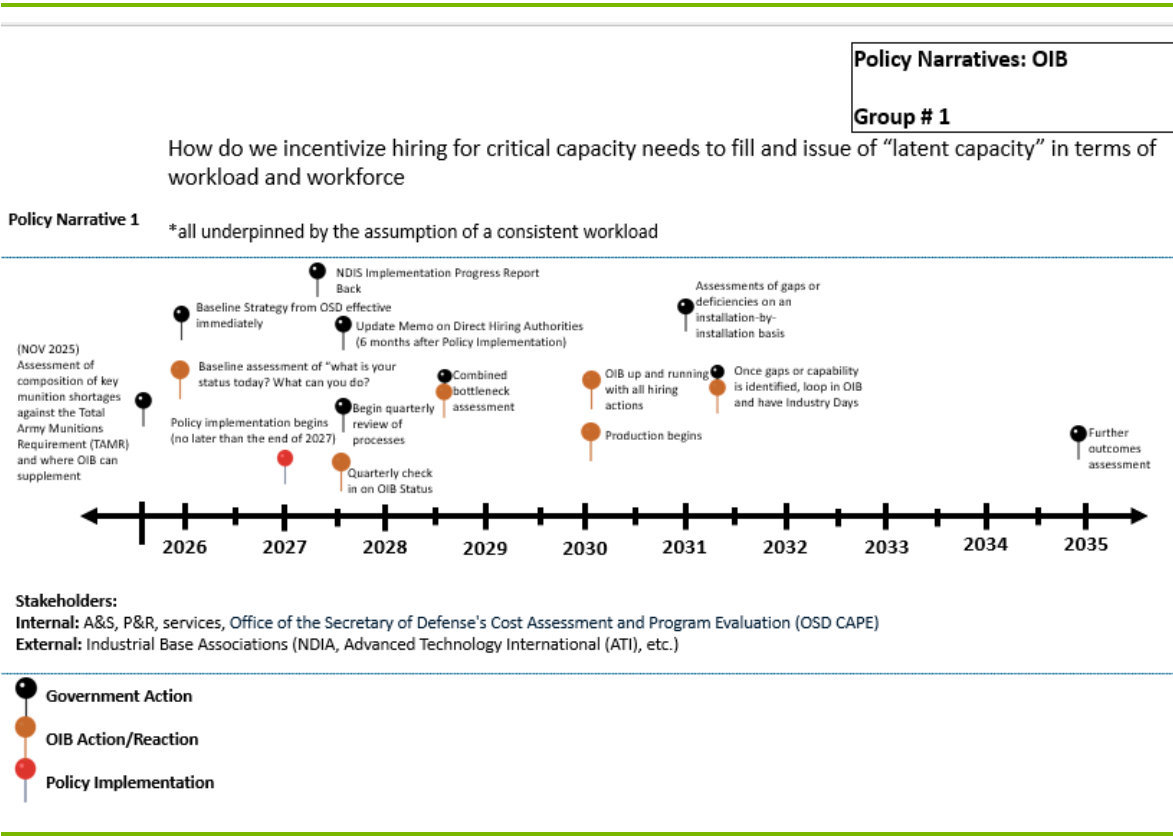 Policy Narratives: OIB
Group # 1
How do we incentivize hiring for critical capacity needs to fill and issue of “latent capacity” in terms of
workload and workforce
Policy Narrative 1
*all underpinned by the assumption of a consistent workload
(NOV 2025)
Assessment of
composition of key
munition shortages
against the Total
Army Munitions
Requirement (TAMR)
and where OIB can
supplement
Baseline Strategy from OSD effective
immediately
Baseline assessment of “what is your
status today? What can you do?
Policy implementation begins
(no later than the end of 2027)
NDIS Implementation Progress Report
Back
Update Memo on Direct Hiring Authorities
(6 months after Policy Implementation)
Begin quarterly
review of
processes
Quarterly check
in on OIB Status
Combined
bottleneck
assessment
OIB up and running
with all hiring
actions
Production begins
Assessments of gaps or
deficiencies on an
installation-by-
installation basis
Once gaps or capability
is identified, loop in OIB
and have Industry Days
Further
outcomes
assessment
2026
2027
2028
2029
2030
2031
2032
2033
2034
2035
Stakeholders:
Internal: A&S, P&R, services, Office of the Secretary of Defense's Cost Assessment and Program Evaluation (OSD CAPE)
External: Industrial Base Associations (NDIA, Advanced Technology International (ATI), etc.)
Government Action
OIB Action/Reaction
Policy Implementation